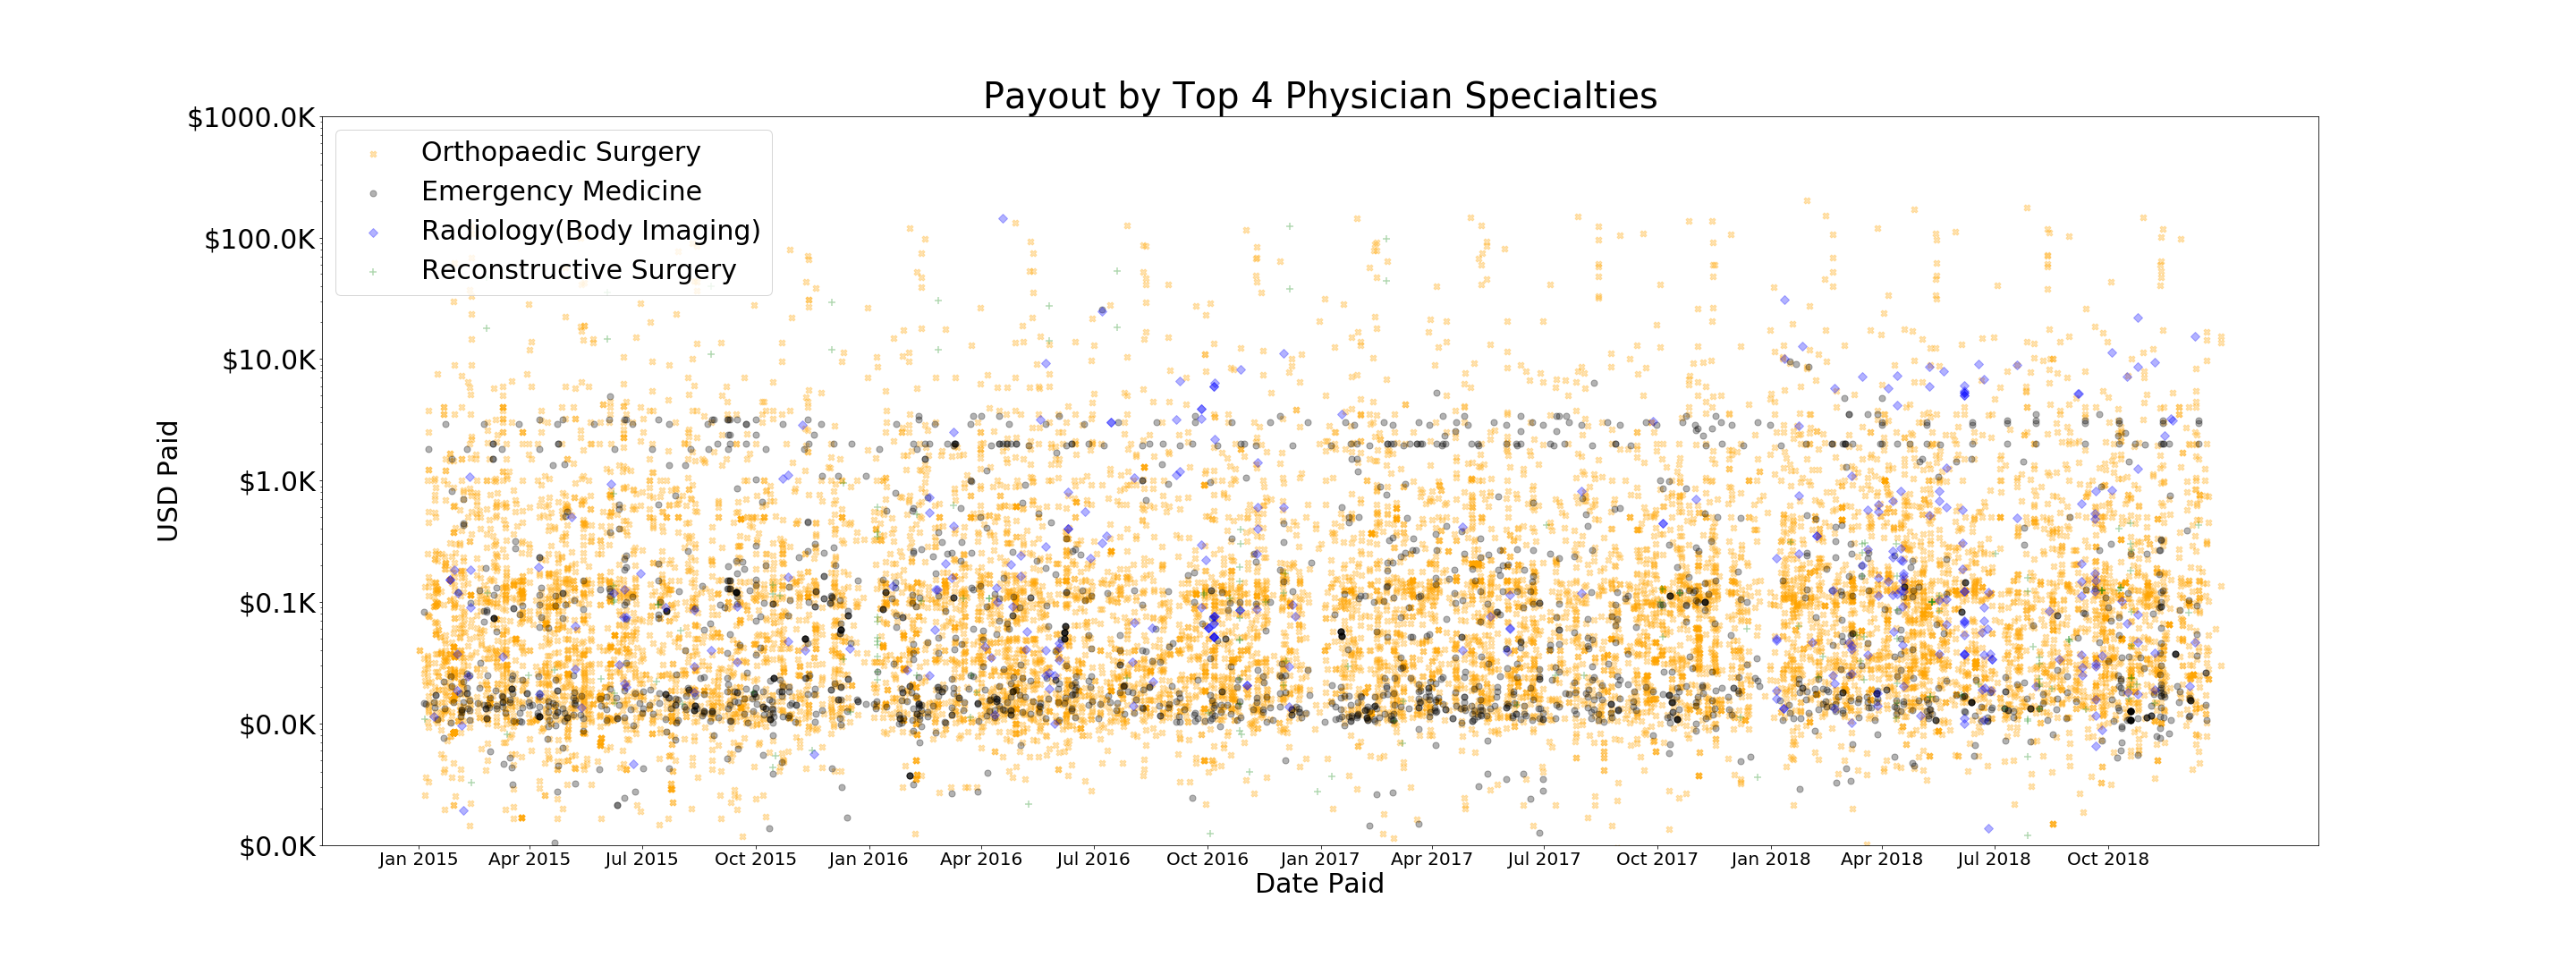 Payout by Top 4 Physician Specialties
$1000.0K
$100.0K
$10.0K
$1.0K
$0.1K
$0.0K
$0.0K
USD Paid
Orthopaedic Surgery
Emergency Medicine
Radiology(Body Imaging)
Reconstructive Surgery
Jan 2015 Apr 2015 Jul 2015 Oct 2015 Jan 2016 Apr 2016 Jul 2016 Oct 2016 Jan 2017 Apr 2017 Jul 2017 Oct 2017 Jan 2018 Apr 2018 Jul 2018 Oct 2018
Date Paid